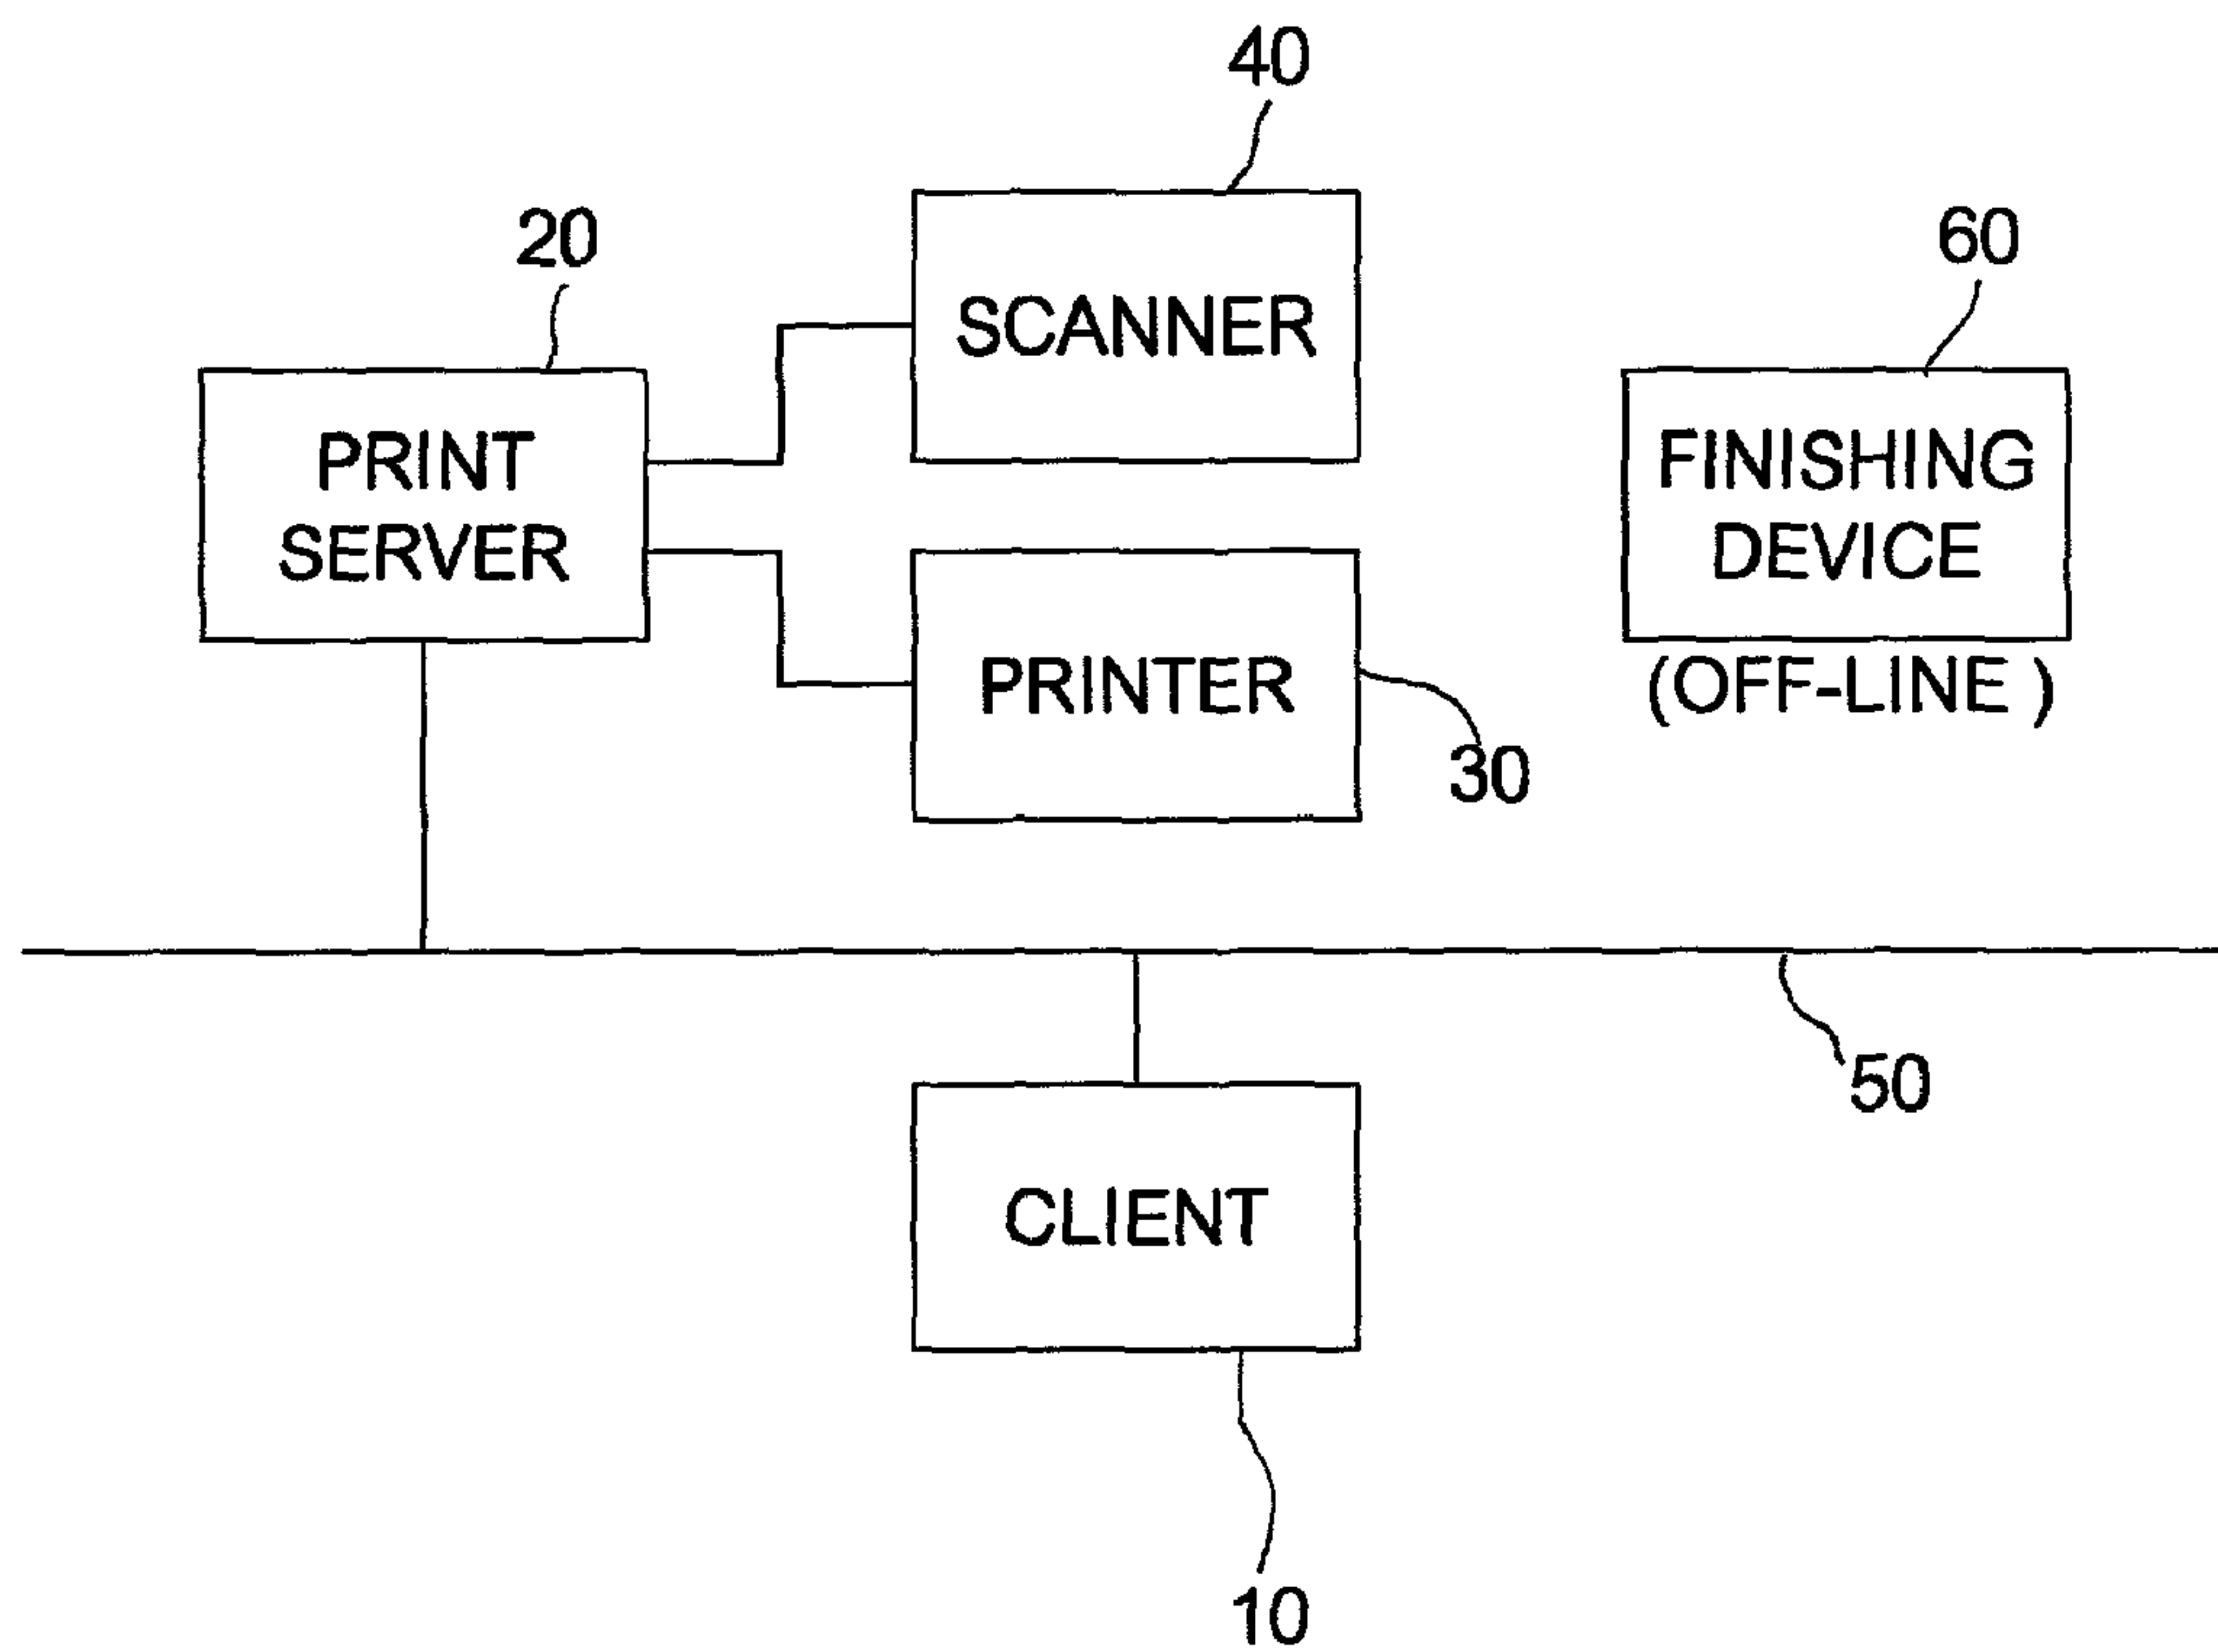 40
20
60
SCANNER
PRINT
SERVER
FINISHING
DEVICE
(OFF-LINE )
PRINTER
30
50
CLIENT
10